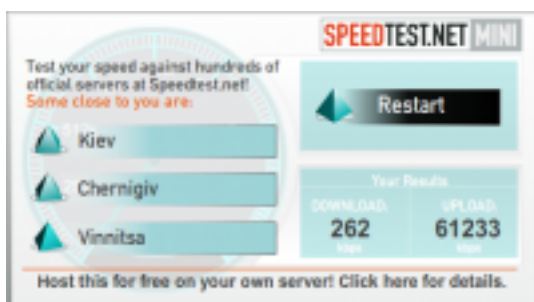 SPEEDTEST.NET MINI
Test your speed against hundreds of
official servers at Speedtest.net!
Some close to you are:
Kiev
Chernigiv
Vinnitsa
Restart
Your Results
DOWNLOAD: UPLOAD:
262 61233
kbps kbps
Host this for free on your own server! Click here for details.